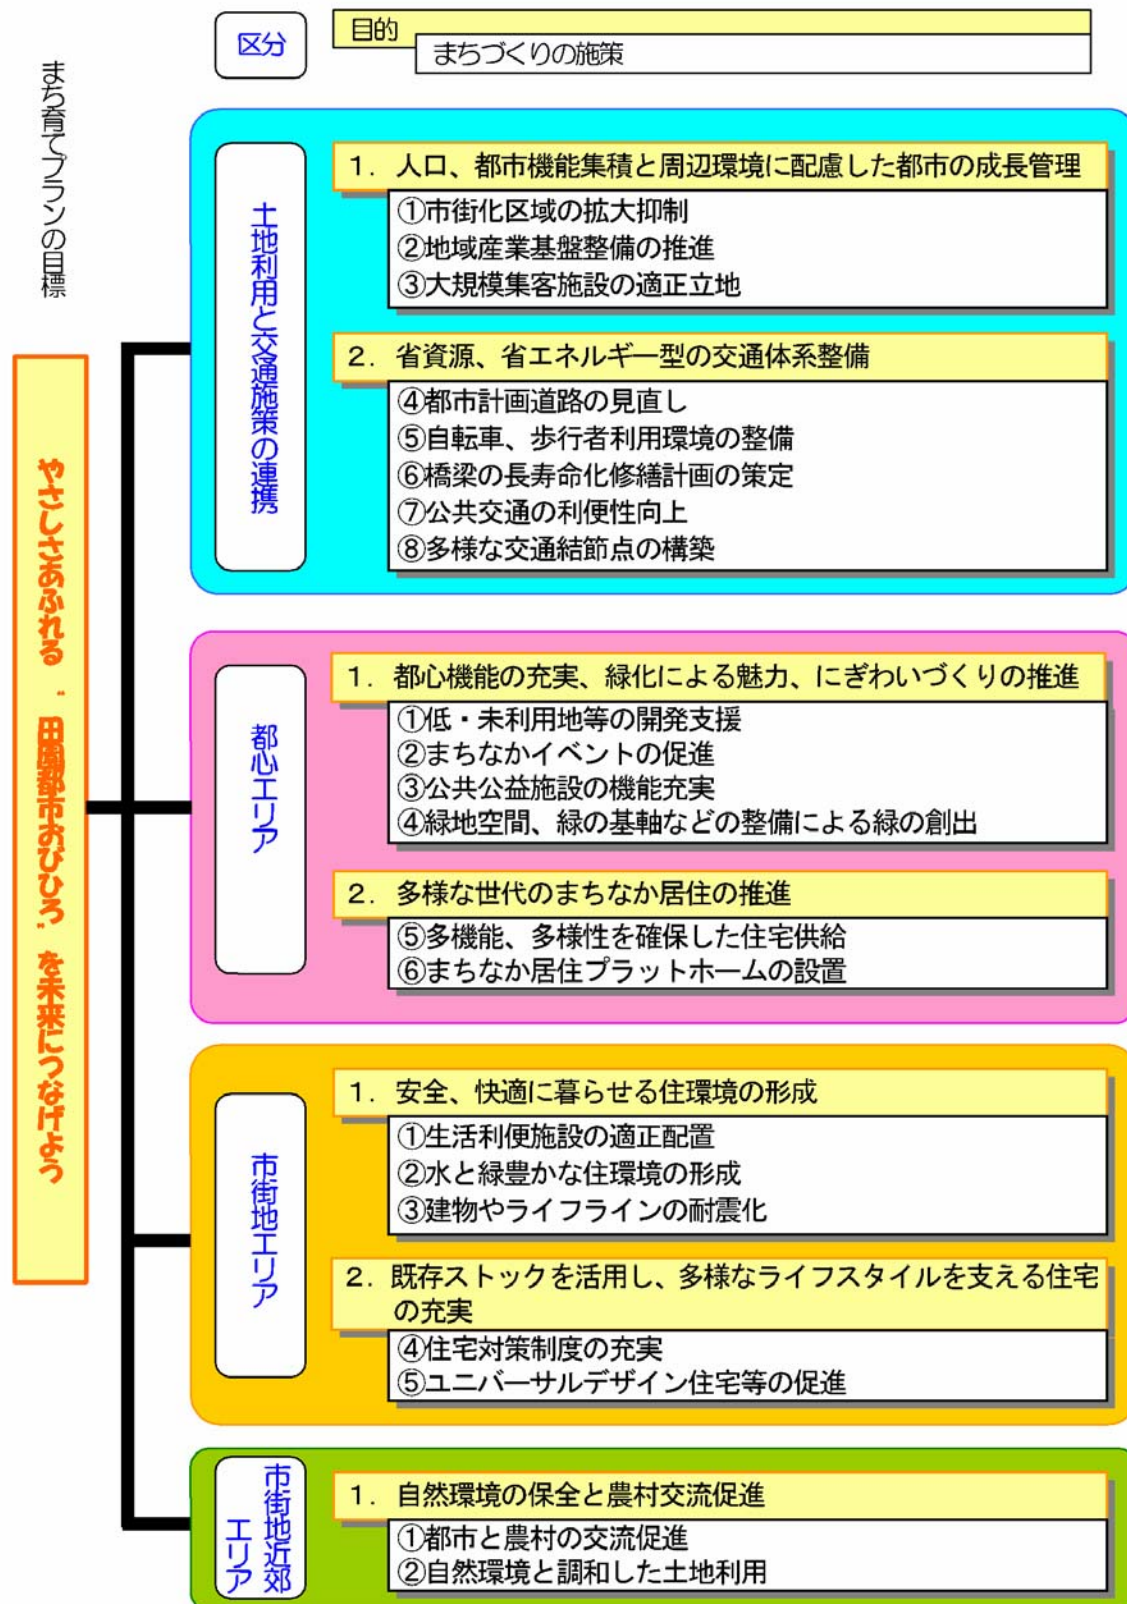 区分
目的
まちづくりの施策
まち育てプランの目標
やさしさあふれる “田園都市おびひろ” を未来につなげよう
土地利用と交通施策の連携
1. 人口、都市機能集積と周辺環境に配慮した都市の成長管理
①市街化区域の拡大抑制
②地域産業基盤整備の推進
③大規模集客施設の適正立地
2. 省資源、省エネルギー型の交通体系整備
④都市計画道路の見直し
⑤自転車、歩行者利用環境の整備
⑥橋梁の長寿命化修繕計画の策定
⑦公共交通の利便性向上
⑧多様な交通結節点の構築
都心エリア
1. 都心機能の充実、緑化による魅力、にぎわいづくりの推進
①低・未利用地等の開発支援
②まちなかイベントの促進
③公共公益施設の機能充実
④緑地空間、緑の基軸などの整備による緑の創出
2. 多様な世代のまちなか居住の推進
⑤多機能、多様性を確保した住宅供給
⑥まちなか居住プラットホームの設置
市街地エリア
1. 安全、快適に暮らせる住環境の形成
①生活利便施設の適正配置
②水と緑豊かな住環境の形成
③建物やライフラインの耐震化
2. 既存ストックを活用し、多様なライフスタイルを支える住宅
の充実
④住宅対策制度の充実
⑤ユニバーサルデザイン住宅等の促進
市街地近郊
エリア
1. 自然環境の保全と農村交流促進
①都市と農村の交流促進
②自然環境と調和した土地利用